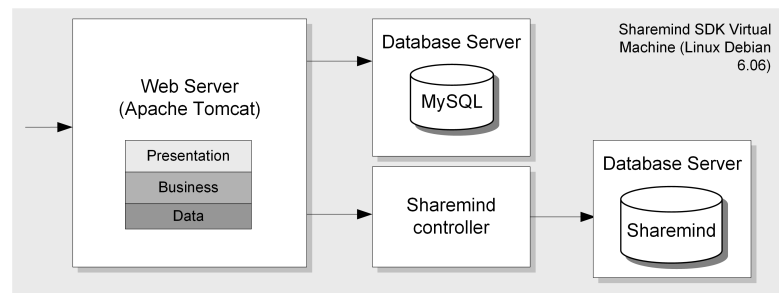 Sharemind SDK Virtual
Machine (Linux Debian
6.06)
Web Server
(Apache Tomcat)
Presentation
Business
Data
Database Server
MySQL
Sharemind
controller
Database Server
Sharemind